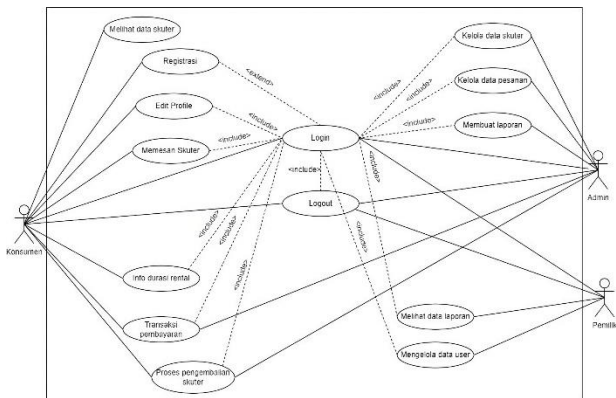 Melihat data skuter
Registrasi
Edit Profile
Memesan Skuter
<extend>
<include>
<include>
Login
<include>
Logout
<include>
<include>
<include>
Kelola data skuter
Kelola data pesanan
Membuat laporan
Konsumen
Admin
<include>
<include>
<include>
<include>
<include>
Info durasi rental
Transaksi
pembayaran
Proses pengembalian
skuter
Melihat data laporan
Mengelola data user
Pemilik